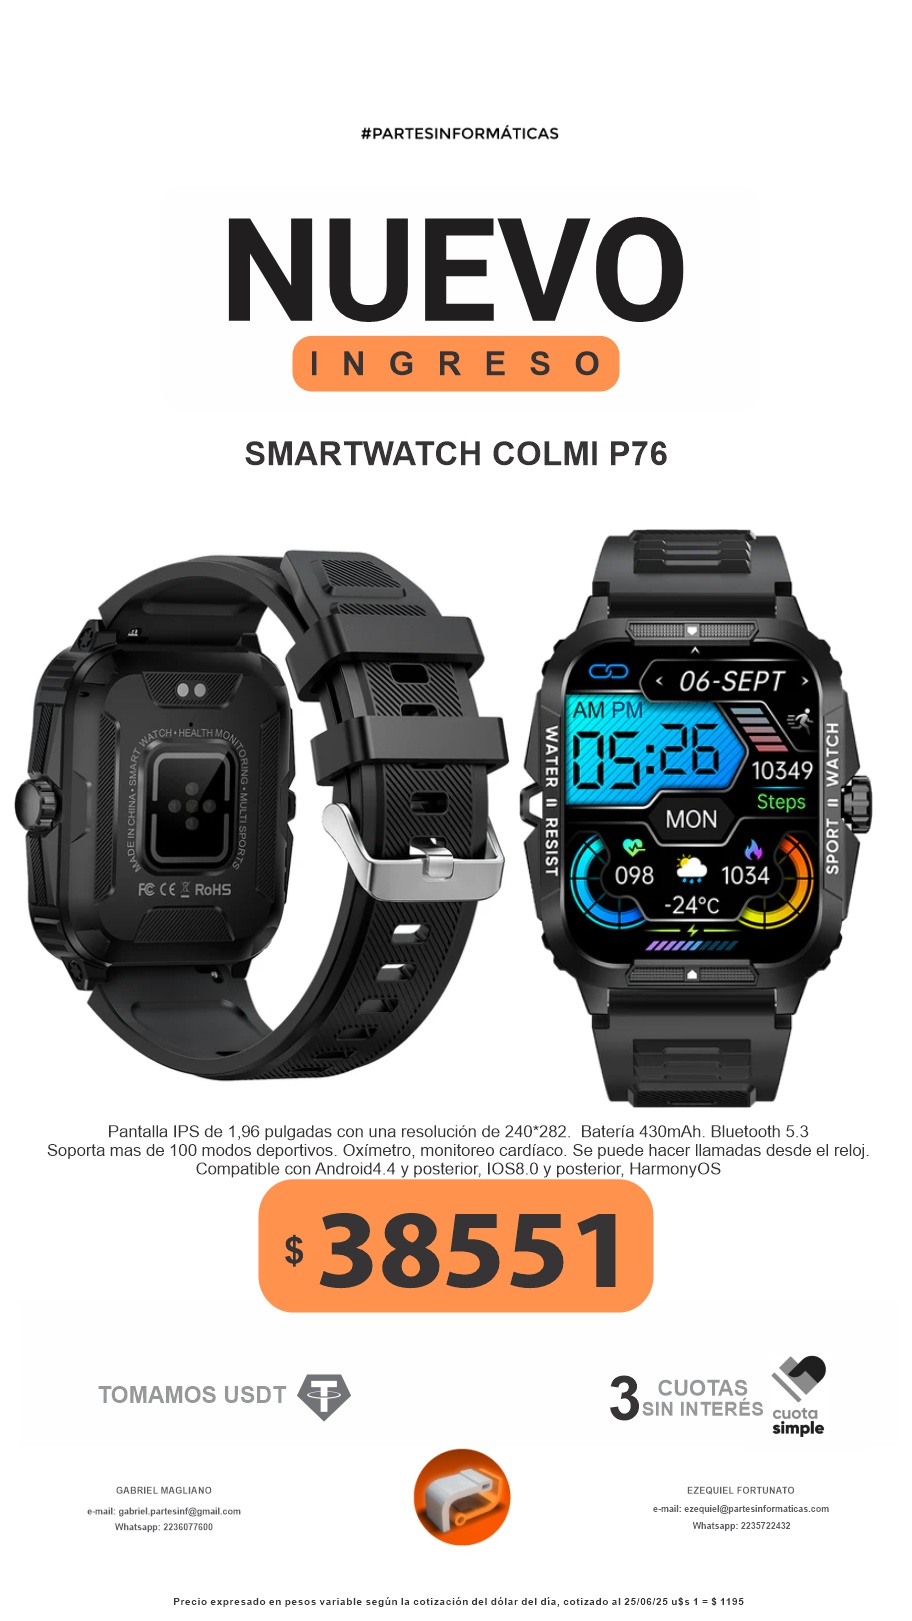 #PARTESINFORMÁTICAS
NUEVO
INGRESO
SMARTWATCH COLMI P76
SMART WATCH • HEALTH MONITORING • MULTI SPORTS
MADE IN CHINA •
FC CE RoHS
‹ 06-SEPT ›
AM PM
05:26
10349
Steps
MON
098
1034
-24°C
WATER RESIST
SPORT WATCH
Pantalla IPS de 1,96 pulgadas con una resolución de 240*282. Batería 430mAh. Bluetooth 5.3
Soporta mas de 100 modos deportivos. Oxímetro, monitoreo cardíaco. Se puede hacer llamadas desde el reloj.
Compatible con Android4.4 y posterior, IOS8.0 y posterior, HarmonyOS
$ 38551
TOMAMOS USDT
3 CUOTAS
SIN INTERÉS
cuota
simple
GABRIEL MAGLIANO
e-mail: gabriel.partesinf@gmail.com
Whatsapp: 2236077600
EZEQUIEL FORTUNATO
e-mail: ezequiel@partesinformaticas.com
Whatsapp: 2235722432
Precio expresado en pesos variable según la cotización del dólar del día, cotizado al 25/06/25 u$s 1 = $ 1195